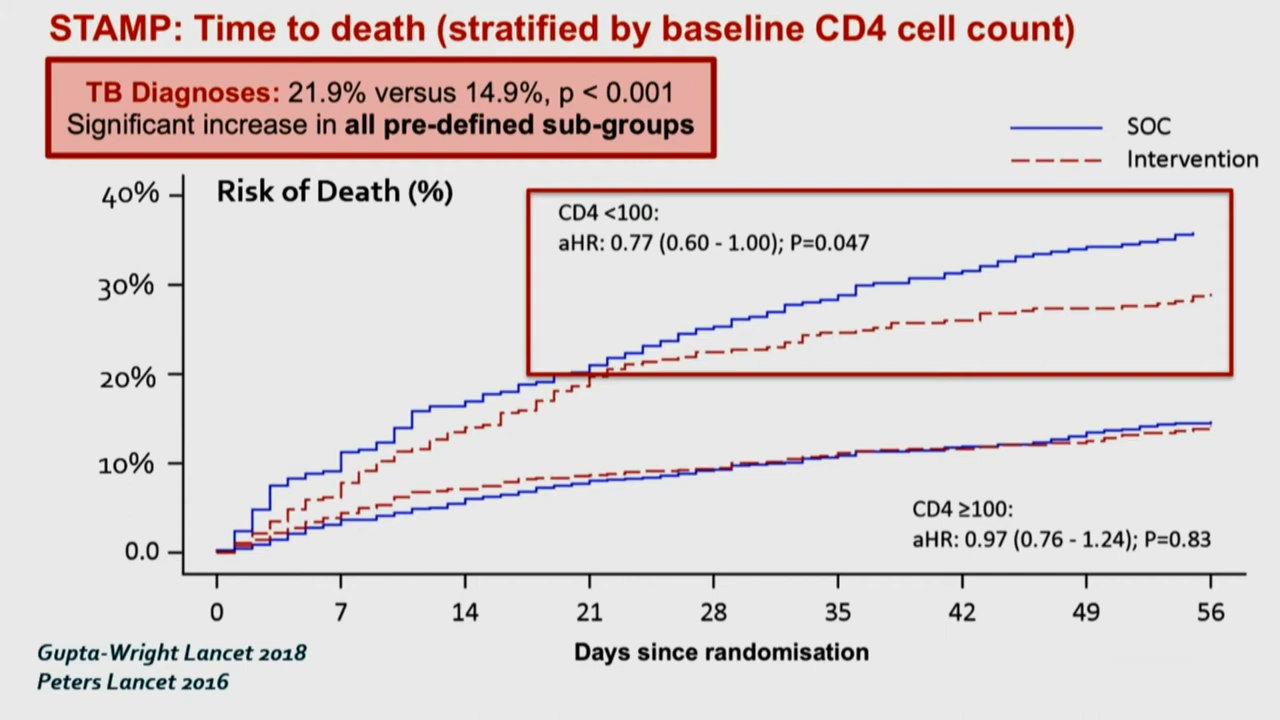 STAMP: Time to death (stratified by baseline CD4 cell count)
TB Diagnoses: 21.9% versus 14.9%, p < 0.001
Significant increase in all pre-defined sub-groups
SOC
Intervention
Risk of Death (%)
40%
30%
20%
10%
0.0
CD4 <100:
aHR: 0.77 (0.60 - 1.00); P=0.047
CD4 ≥100:
aHR: 0.97 (0.76 - 1.24); P=0.83
0 7 14 21 28 35 42 49 56
Days since randomisation
Gupta-Wright Lancet 2018
Peters Lancet 2016